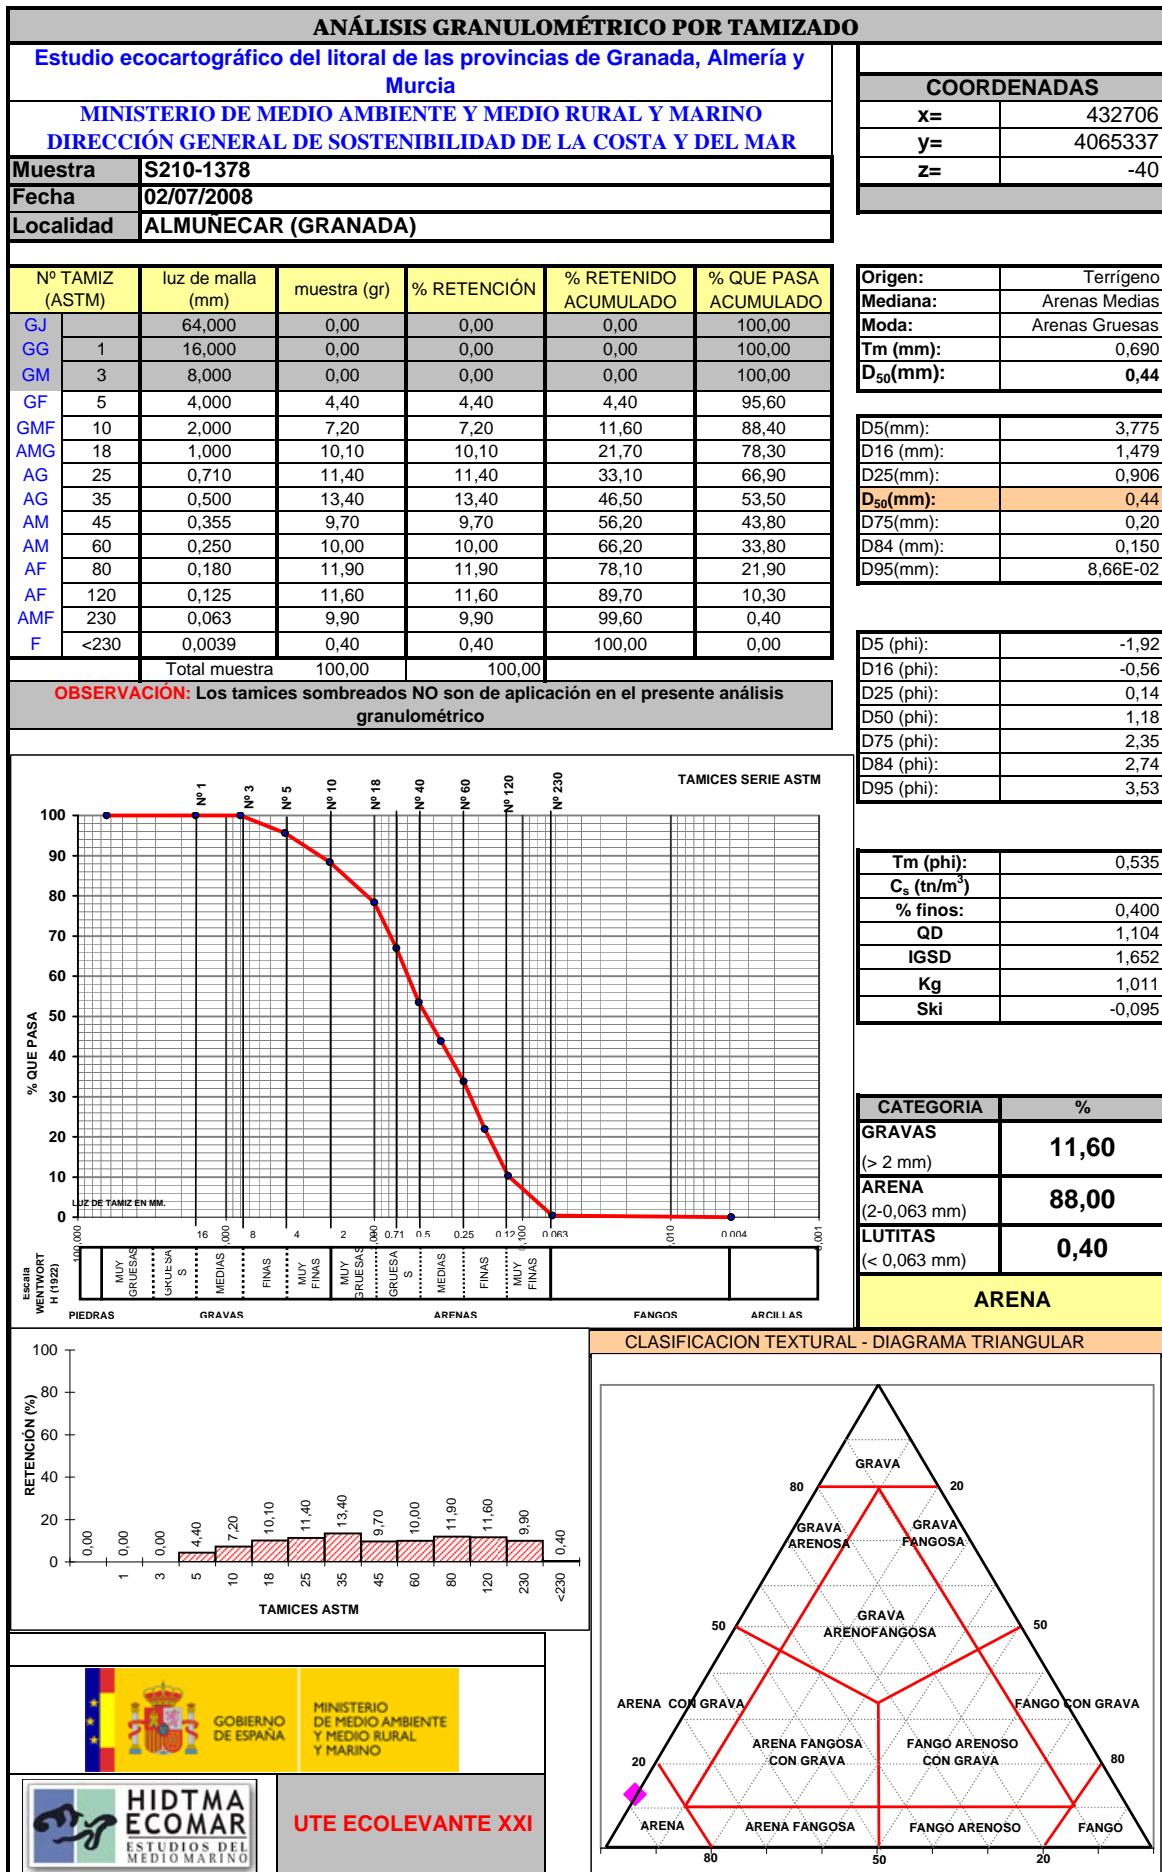 ANÁLISIS GRANULOMÉTRICO POR TAMIZADO
Estudio ecocartográfico del litoral de las provincias de Granada, Almería y
Murcia
MINISTERIO DE MEDIO AMBIENTE Y MEDIO RURAL Y MARINO
DIRECCIÓN GENERAL DE SOSTENIBILIDAD DE LA COSTA Y DEL MAR
Muestra S210-1378
Fecha 02/07/2008
Localidad ALMUÑECAR (GRANADA)
COORDENADAS
x= 432706
y= 4065337
z= -40
Nº TAMIZ (ASTM) luz de malla (mm) muestra (gr) % RETENCIÓN % RETENIDO ACUMULADO % QUE PASA ACUMULADO
GJ 64,000 0,00 0,00 0,00 100,00
GG 1 16,000 0,00 0,00 0,00 100,00
GM 3 8,000 0,00 0,00 0,00 100,00
GF 5 4,000 4,40 4,40 4,40 95,60
GMF 10 2,000 7,20 7,20 11,60 88,40
AMG 18 1,000 10,10 10,10 21,70 78,30
AG 25 0,710 11,40 11,40 33,10 66,90
AG 35 0,500 13,40 13,40 46,50 53,50
AM 45 0,355 9,70 9,70 56,20 43,80
AM 60 0,250 10,00 10,00 66,20 33,80
AF 80 0,180 11,90 11,90 78,10 21,90
AF 120 0,125 11,60 11,60 89,70 10,30
AMF 230 0,063 9,90 9,90 99,60 0,40
F <230 0,0039 0,40 0,40 100,00 0,00
Total muestra 100,00 100,00
OBSERVACIÓN: Los tamices sombreados NO son de aplicación en el presente análisis
granulométrico
Origen: Terrígeno
Mediana: Arenas Medias
Moda: Arenas Gruesas
Tm (mm): 0,690
D50(mm): 0,44
D5(mm): 3,775
D16 (mm): 1,479
D25(mm): 0,906
D50(mm): 0,44
D75(mm): 0,20
D84 (mm): 0,150
D95(mm): 8,66E-02
D5 (phi): -1,92
D16 (phi): -0,56
D25 (phi): 0,14
D50 (phi): 1,18
D75 (phi): 2,35
D84 (phi): 2,74
D95 (phi): 3,53
Tm (phi): 0,535
Cs (tn/m3)
% finos: 0,400
QD 1,104
IGSD 1,652
Kg 1,011
Ski -0,095
CATEGORIA %
GRAVAS
(> 2 mm) 11,60
ARENA
(2-0,063 mm) 88,00
LUTITAS
(< 0,063 mm) 0,40
ARENA
TAMICES SERIE ASTM
Nº 1 Nº 3 Nº 5 Nº 10 Nº 18 Nº 25 Nº 40 Nº 60 Nº 120 Nº 230
% QUE PASA
100
90
80
70
60
50
40
30
20
10
0
LUZ DE TAMIZ EN MM.
100,000 16 8 4 2 0.71 0.5 0.25 0.12 0,100 0.063 0.004
Escala
WENTWORT
H (1922)
MUY GRUESAS GRUESA S MEDIAS FINAS MUY FINAS MUY GRUESAS GRUESA S MEDIAS FINAS MUY FINAS
PIEDRAS GRAVAS ARENAS FANGOS ARCILLAS
RETENCIÓN (%)
100
80
60
40
20
0
0,00 0,00 0,00 4,40 7,20 10,10 11,40 13,40 9,70 10,00 11,90 11,60 9,90 0,40
1 3 5 10 18 25 35 45 60 80 120 230 <230
TAMICES ASTM
CLASIFICACION TEXTURAL - DIAGRAMA TRIANGULAR
GRAVA
80 20
GRAVA ARENOSA
GRAVA FANGOSA
GRAVA
ARENOFANGOSA
50 50
ARENA CON GRAVA
FANGO CON GRAVA
ARENA FANGOSA
CON GRAVA
FANGO ARENOSO
CON GRAVA
20 80
ARENA ARENA FANGOSA FANGO ARENOSO FANGO
80 50 20
GOBIERNO
DE ESPAÑA
MINISTERIO
DE MEDIO AMBIENTE
Y MEDIO RURAL
Y MARINO
HIDTMA
ECOMAR
ESTUDIOS DEL
MEDIO MARINO
UTE ECOLEVANTE XXI